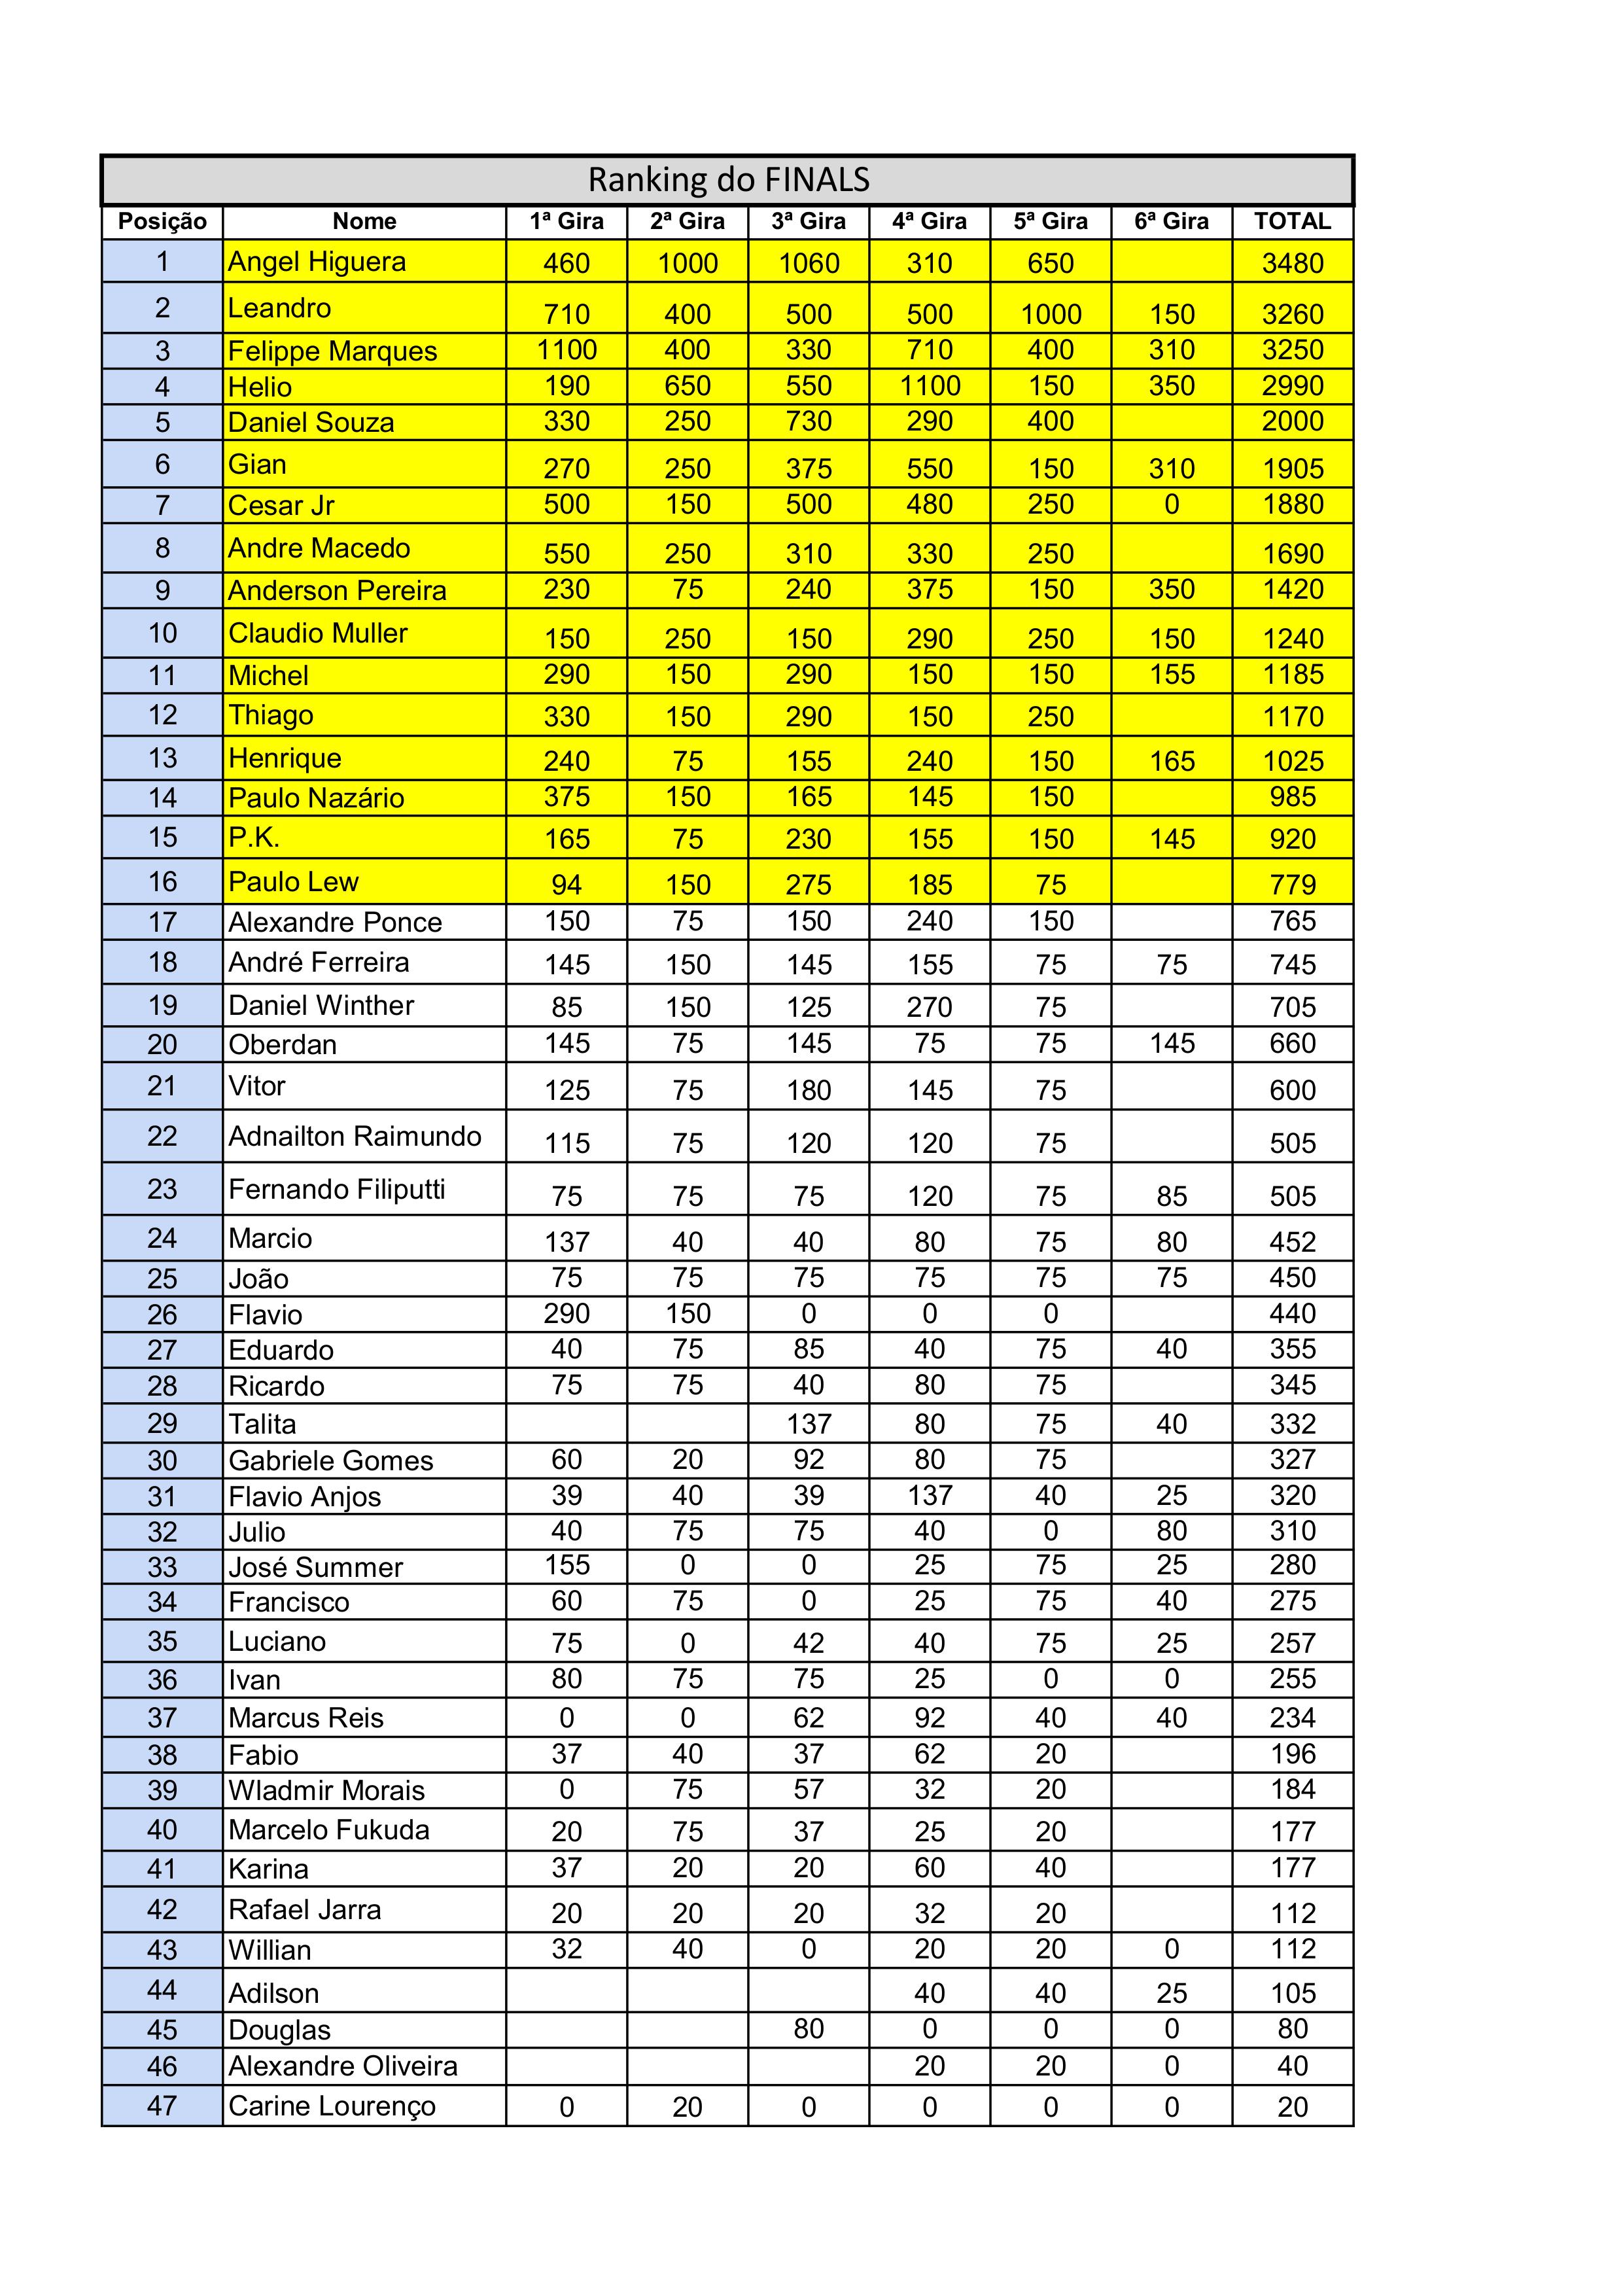 Ranking do FINALS
Posição Nome 1ª Gira 2ª Gira 3ª Gira 4ª Gira 5ª Gira 6ª Gira TOTAL
1 Angel Higuera 460 1000 1060 310 650 3480
2 Leandro 710 400 500 500 1000 150 3260
3 Felippe Marques 1100 400 330 710 400 310 3250
4 Helio 190 650 550 1100 150 350 2990
5 Daniel Souza 330 250 730 290 400 2000
6 Gian 270 250 375 550 150 310 1905
7 Cesar Jr 500 150 500 480 250 0 1880
8 Andre Macedo 550 250 310 330 250 1690
9 Anderson Pereira 230 75 240 375 150 350 1420
10 Claudio Muller 150 250 150 290 250 150 1240
11 Michel 290 150 290 150 150 155 1185
12 Thiago 330 150 290 150 250 1170
13 Henrique 240 75 155 240 150 165 1025
14 Paulo Nazário 375 150 165 145 150 985
15 P.K. 165 75 230 155 150 145 920
16 Paulo Lew 94 150 275 185 75 779
17 Alexandre Ponce 150 75 150 240 150 765
18 André Ferreira 145 150 145 155 75 75 745
19 Daniel Winther 85 150 125 270 75 705
20 Oberdan 145 75 145 75 75 145 660
21 Vitor 125 75 180 145 75 600
22 Adnailton Raimundo 115 75 120 120 75 505
23 Fernando Filiputti 75 75 75 120 75 85 505
24 Marcio 137 40 40 80 75 80 452
25 João 75 75 75 75 75 75 450
26 Flavio 290 150 0 0 0 440
27 Eduardo 40 75 85 40 75 40 355
28 Ricardo 75 75 40 80 75 345
29 Talita 137 80 75 40 332
30 Gabriele Gomes 60 20 92 80 75 327
31 Flavio Anjos 39 40 39 137 40 25 320
32 Julio 40 75 75 40 0 80 310
33 José Summer 155 0 0 25 75 25 280
34 Francisco 60 75 0 25 75 40 275
35 Luciano 75 0 42 40 75 25 257
36 Ivan 80 75 75 25 0 0 255
37 Marcus Reis 0 0 62 92 40 40 234
38 Fabio 37 40 37 62 20 196
39 Wladmir Morais 0 75 57 32 20 184
40 Marcelo Fukuda 20 75 37 25 20 177
41 Karina 37 20 20 60 40 177
42 Rafael Jarra 20 20 20 32 20 112
43 Willian 32 40 0 20 20 0 112
44 Adilson 40 40 25 105
45 Douglas 80 0 0 0 80
46 Alexandre Oliveira 20 20 0 40
47 Carine Lourenço 0 20 0 0 0 0 20